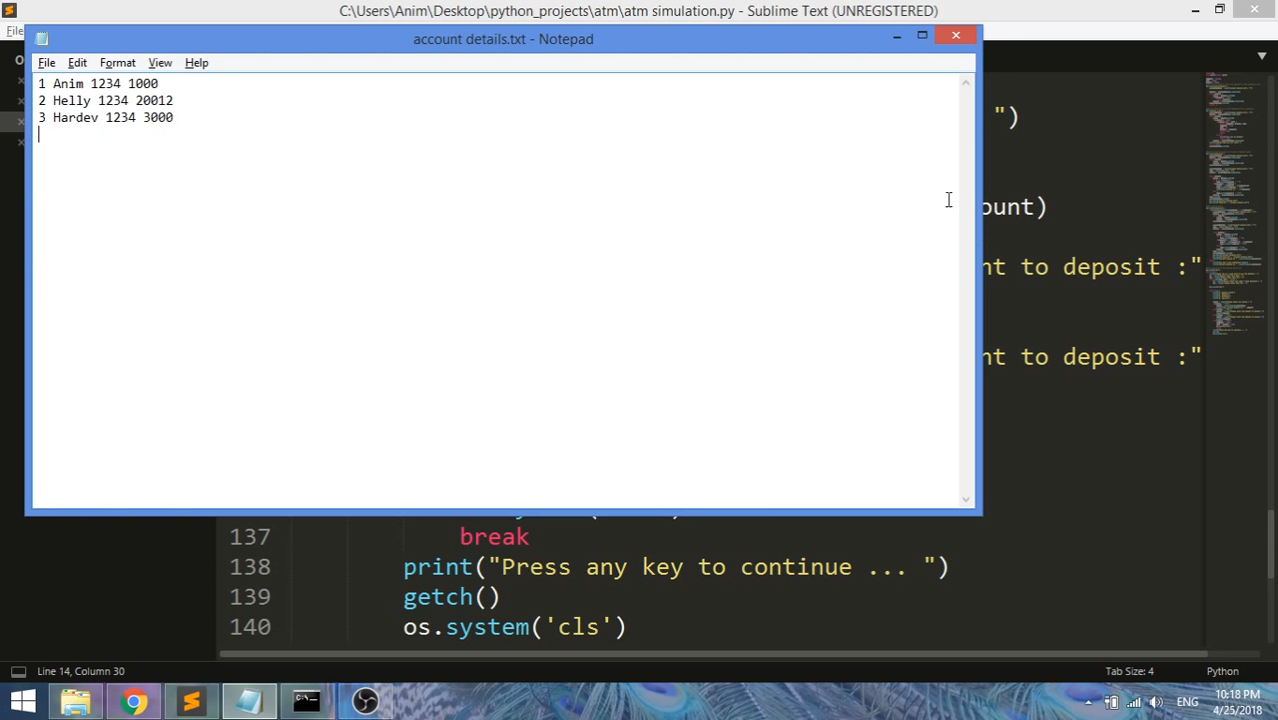 C:\Users\Anim\Desktop\python_projects\atm\atm simulation.py - Sublime Text (UNREGISTERED)
account details.txt - Notepad
File Edit Format View Help
1 Anim 1234 1000
2 Helly 1234 20012
3 Hardev 1234 3000
")
ount)
nt to deposit :"
nt to deposit :"
137 break
138 print("Press any key to continue ... ")
139 getch()
140 os.system('cls')
Line 14, Column 30 Tab Size: 4 Python
ENG 10:18 PM
4/25/2018